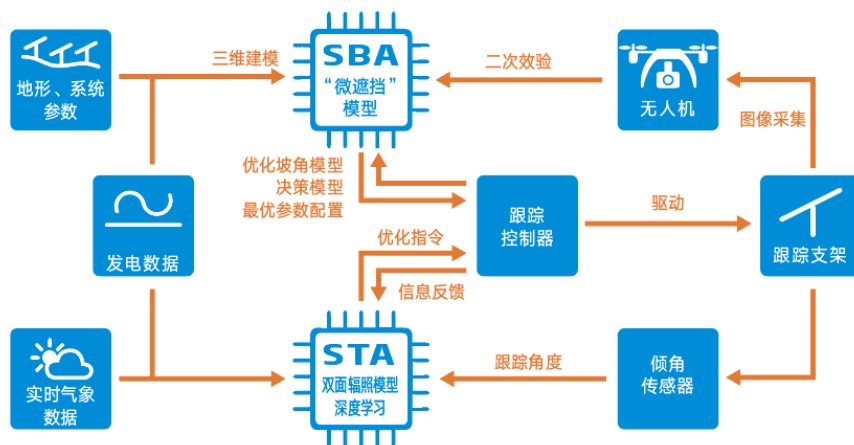 地形、系统
参数
三维建模
SBA
“微遮挡”
模型
二次效验
无人机
图像采集
优化坡角模型
决策模型
最优参数配置
发电数据
跟踪
控制器
驱动
跟踪支架
优化指令
信息反馈
实时气象
数据
STA
双面辐照模型
深度学习
跟踪角度
倾角
传感器